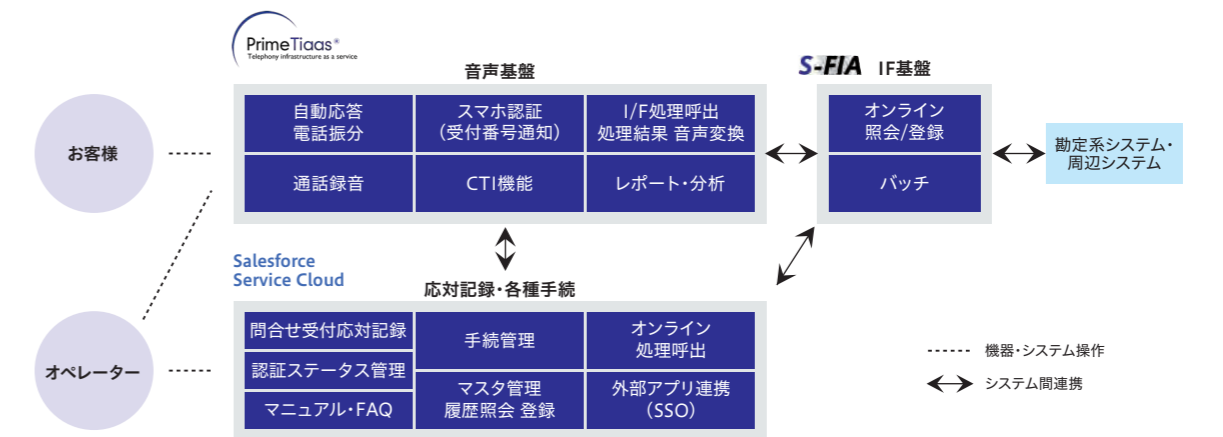 PrimeTiaas®
Telephony infrastructure as a service
音声基盤
S-FIA IF基盤
お客様
自動応答
電話振分
スマホ認証
(受付番号通知)
I/F処理呼出
処理結果 音声変換
通話録音
CTI機能
レポート・分析
オンライン
照会/登録
バッチ
勘定系システム・
周辺システム
Salesforce
Service Cloud
応対記録・各種手続
オペレーター
問合せ受付応対記録
認証ステータス管理
マニュアル・FAQ
手続管理
マスタ管理
履歴照会 登録
オンライン
処理呼出
外部アプリ連携
(SSO)
機器・システム操作
システム間連携